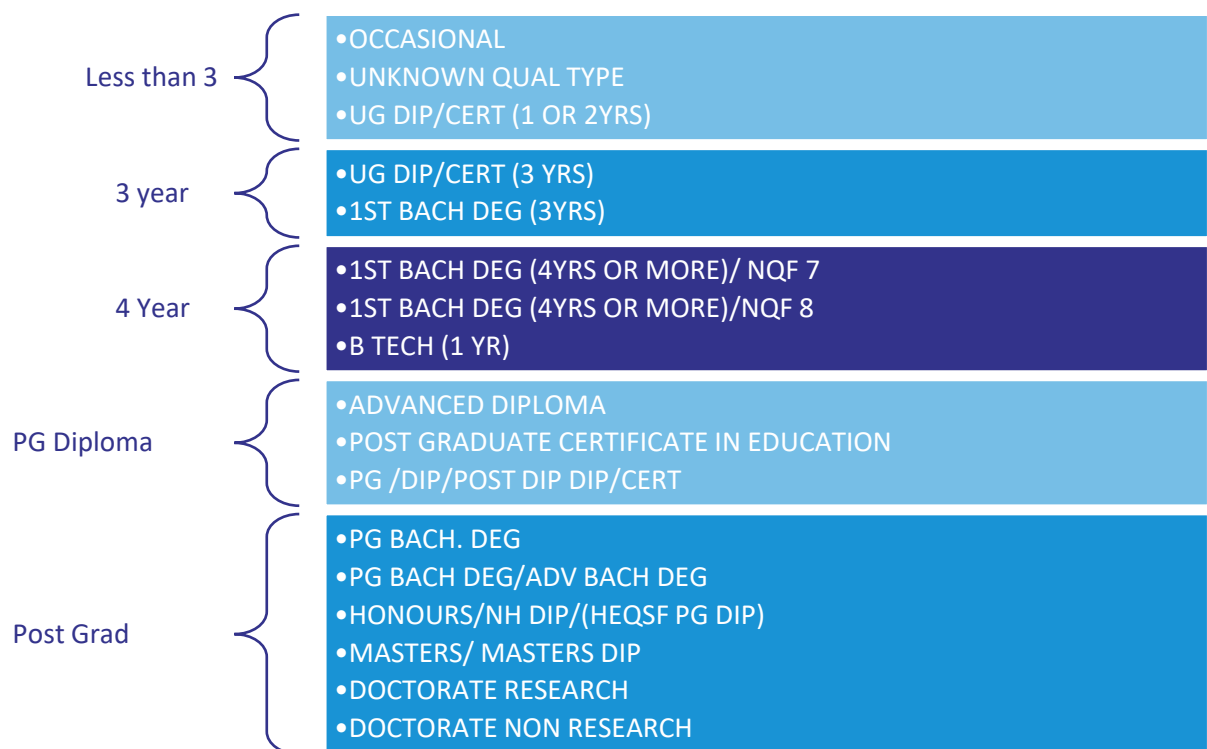 Less than 3
•OCCASIONAL
•UNKNOWN QUAL TYPE
•UG DIP/CERT (1 OR 2YRS)
3 year
•UG DIP/CERT (3 YRS)
•1ST BACH DEG (3YRS)
4 Year
•1ST BACH DEG (4YRS OR MORE)/ NQF 7
•1ST BACH DEG (4YRS OR MORE)/NQF 8
•B TECH (1 YR)
PG Diploma
•ADVANCED DIPLOMA
•POST GRADUATE CERTIFICATE IN EDUCATION
•PG /DIP/POST DIP DIP/CERT
Post Grad
•PG BACH. DEG
•PG BACH DEG/ADV BACH DEG
•HONOURS/NH DIP/(HEQSF PG DIP)
•MASTERS/ MASTERS DIP
•DOCTORATE RESEARCH
•DOCTORATE NON RESEARCH